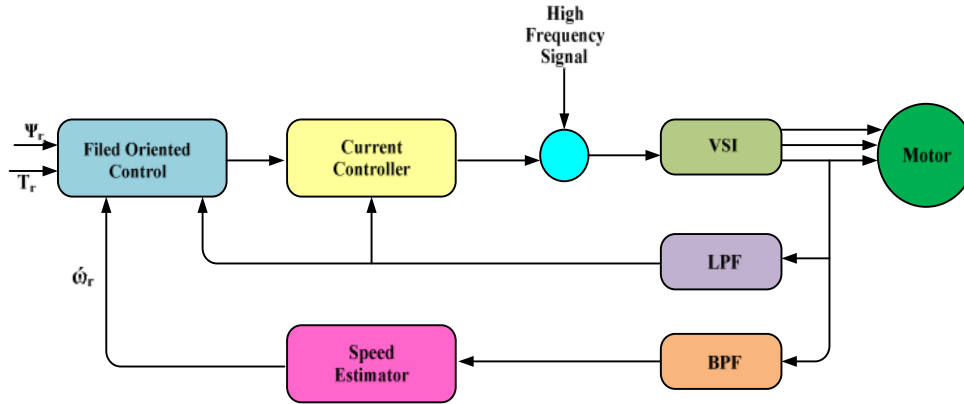 High
Frequency
Signal
Ψr
Tr
Filed Oriented
Control
Current
Controller
VSI
Motor
LPF
ώr
Speed
Estimator
BPF